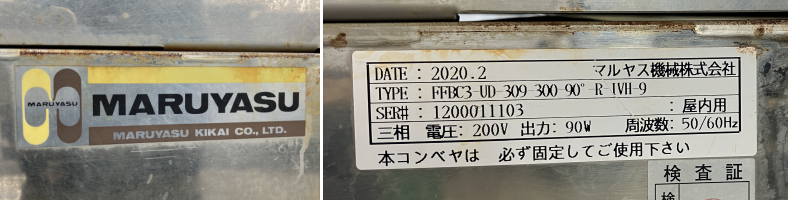 MARUYASU
MARUYASU
MARUYASU KIKAI CO., LTD.
DATE : 2020.2 マルヤス機械株式会社
TYPE : FFBC3-UD-309-300-90°-R-IVH-9
SER# : 1200011103 : 屋内用
三相 電圧: 200V 出力: 90W 周波数: 50/60Hz
本コンベヤは 必ず固定してご使用下さい
検査証
検